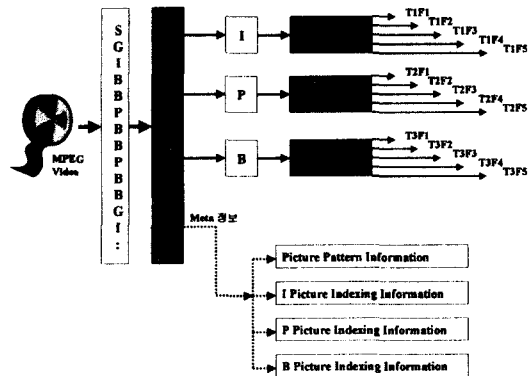 MPEG
Video
S
G
I
B
B
P
B
B
P
B
B
G
I
:
I
T1F1
T1F2
T1F3
T1F4
T1F5
P
T2F1
T2F2
T2F3
T2F4
T2F5
B
T3F1
T3F2
T3F3
T3F4
T3F5
Meta 정보
Picture Pattern Information
I Picture Indexing Information
P Picture Indexing Information
B Picture Indexing Information